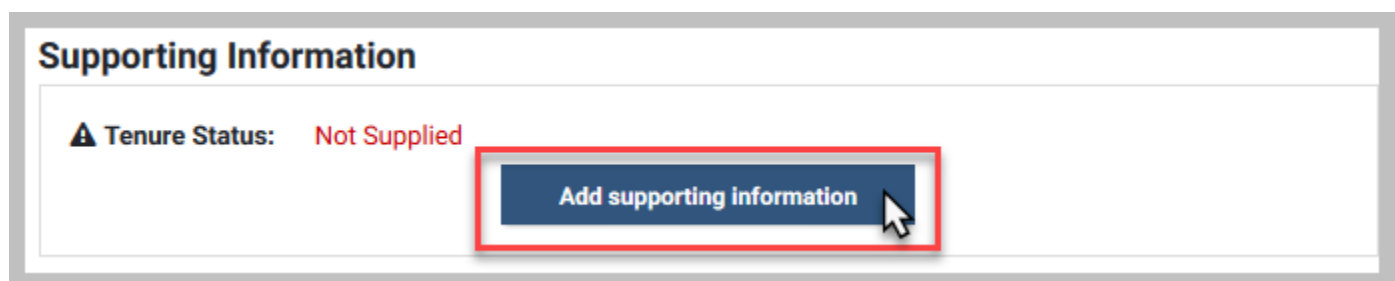 Supporting Information
Tenure Status: Not Supplied
Add supporting information